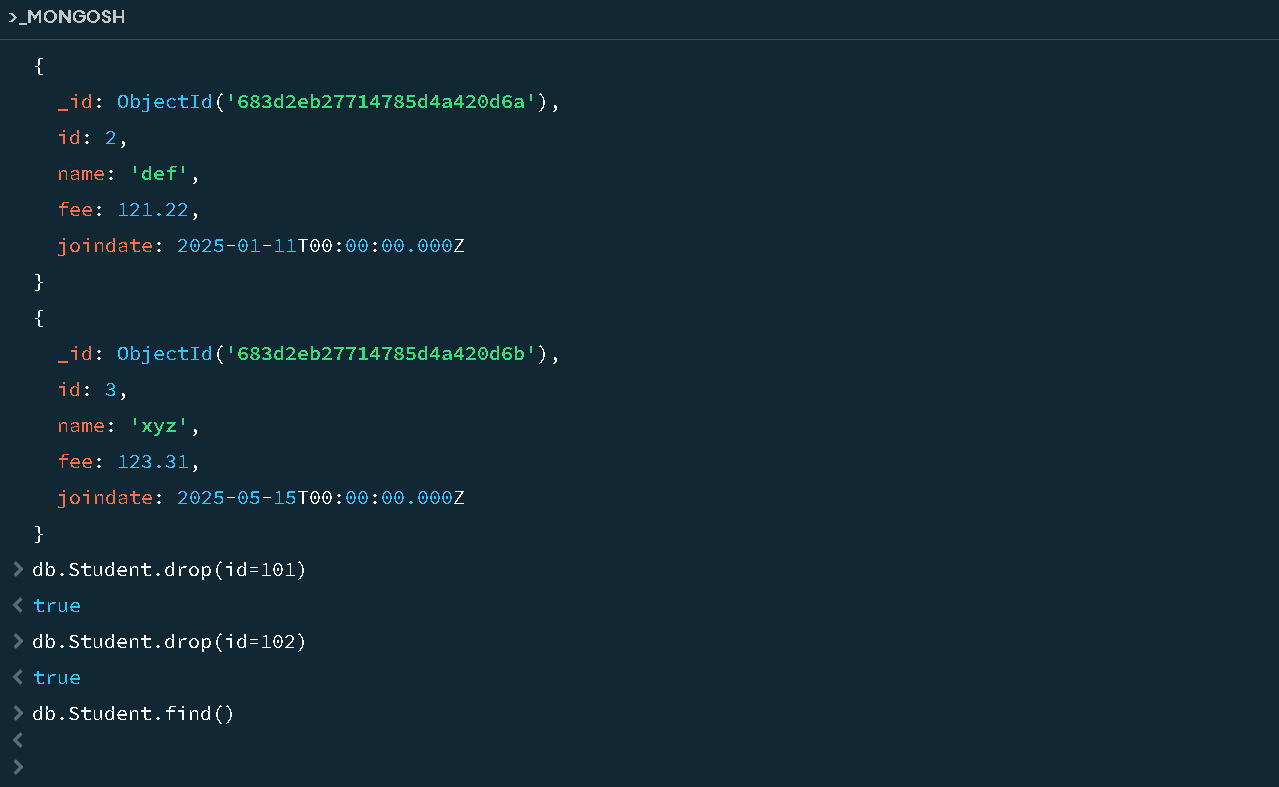 >_MONGOSH
{
_id: ObjectId('683d2eb27714785d4a420d6a'),
id: 2,
name: 'def',
fee: 121.22,
joindate: 2025-01-11T00:00:00.000Z
}
{
_id: ObjectId('683d2eb27714785d4a420d6b'),
id: 3,
name: 'xyz',
fee: 123.31,
joindate: 2025-05-15T00:00:00.000Z
}
> db.Student.drop(id=101)
< true
> db.Student.drop(id=102)
< true
> db.Student.find()
<
>